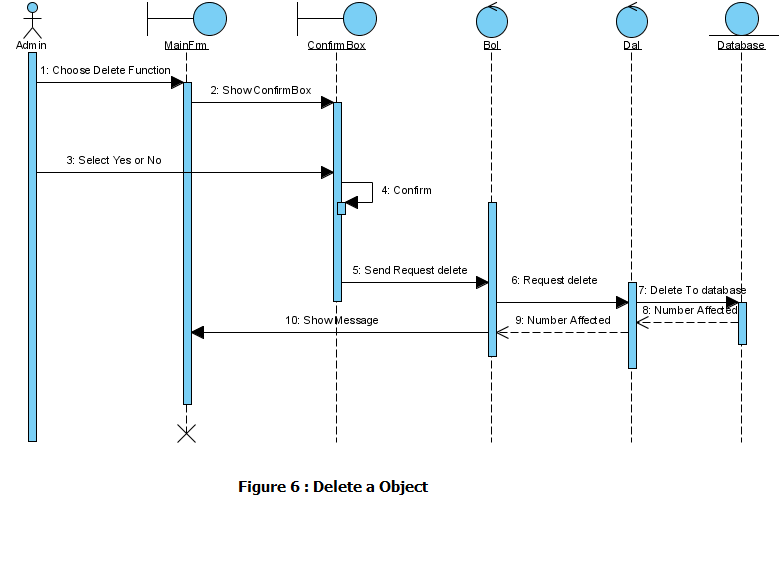 Admin
MainFrm
ConfirmBox
Bol
Dal
Database
1: Choose Delete Function
2: ShowConfirmBox
3: Select Yes or No
4: Confirm
5: Send Request delete
6: Request delete
7: Delete To database
8: Number Affected
9: Number Affected
10: ShowMessage
Figure 6 : Delete a Object